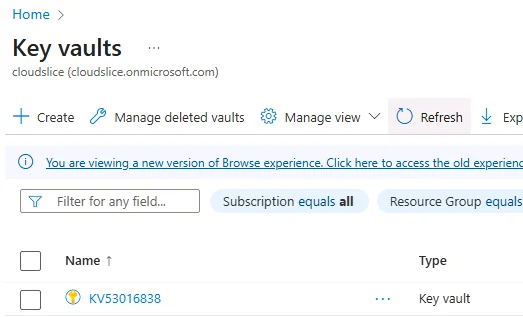 Home >
Key vaults ...
cloudslice (cloudslice.onmicrosoft.com)
+ Create Manage deleted vaults Manage view Refresh Exp
You are viewing a new version of Browse experience. Click here to access the old experienc
Filter for any field... Subscription equals all Resource Group equals
Name ↑ Type
KV53016838 ... Key vault